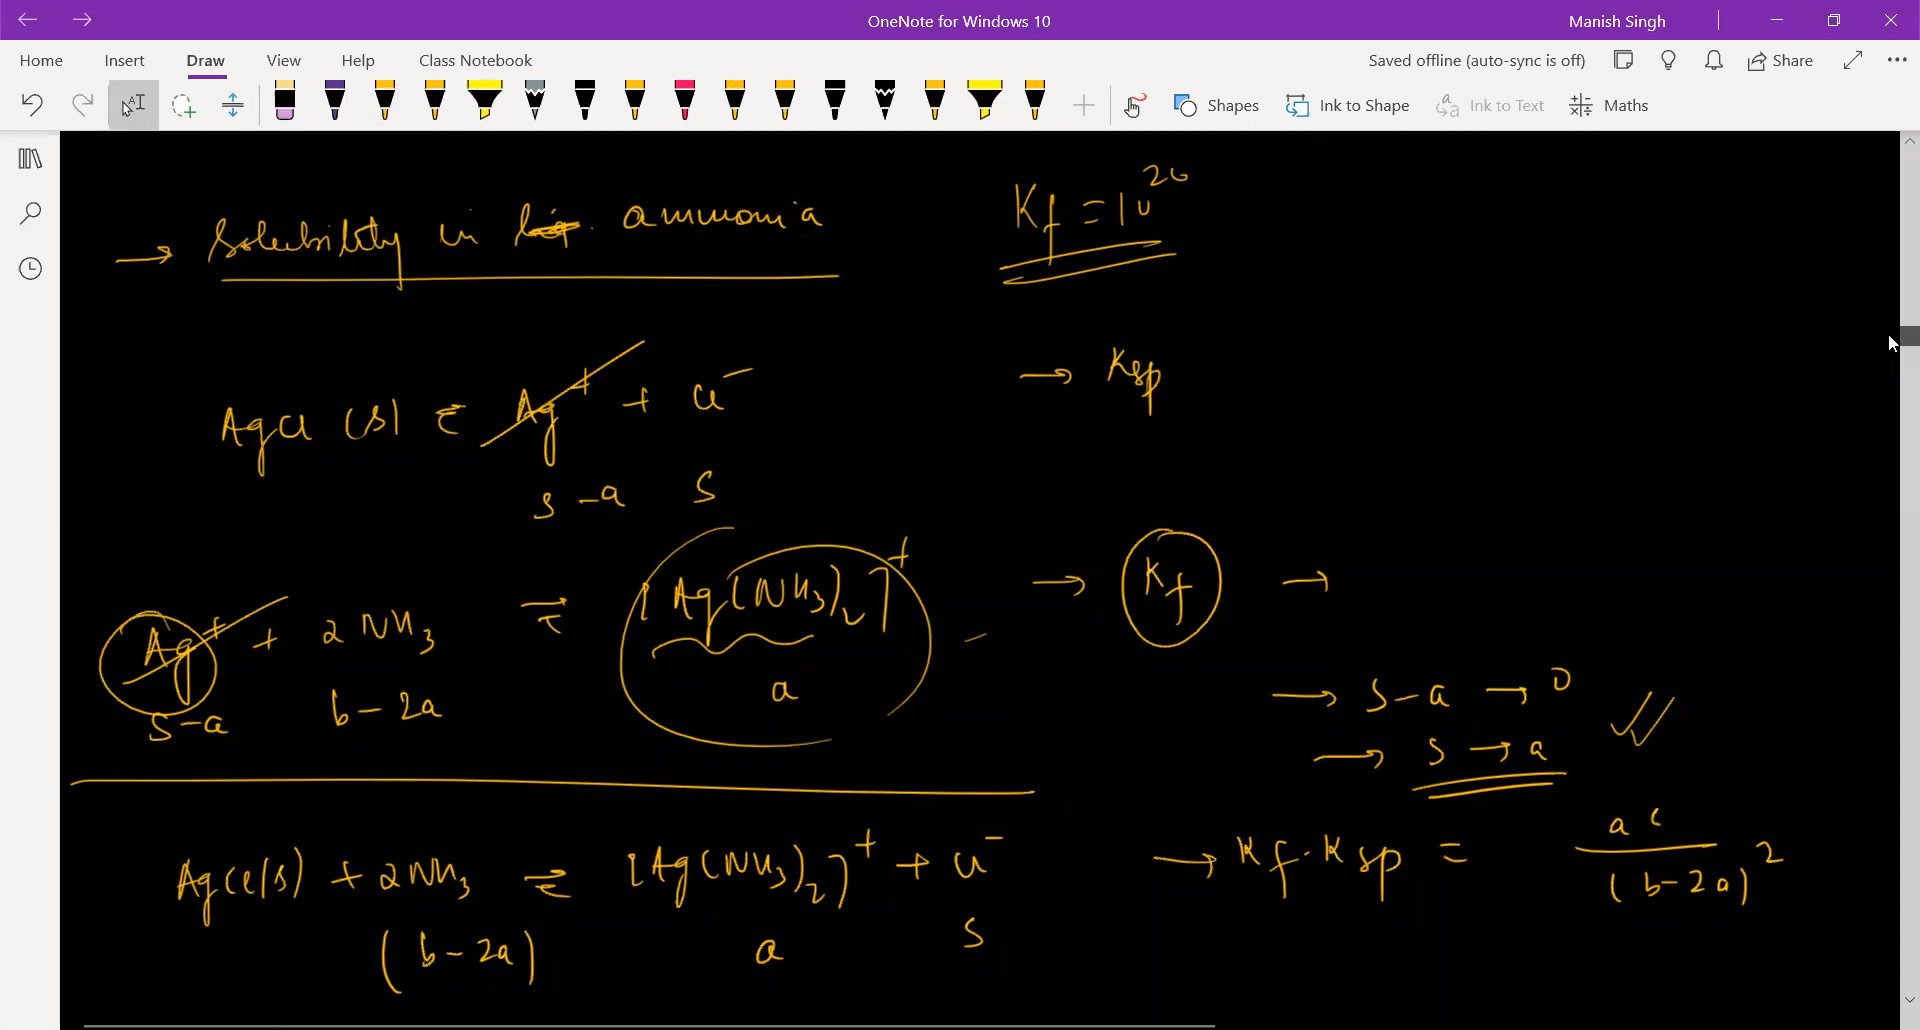 OneNote for Windows 10
Manish Singh
Home Insert Draw View Help Class Notebook
Saved offline (auto-sync is off) Share
Shapes Ink to Shape Ink to Text Maths
→ Solubility in ammonia
Kf = 10^20
AgCl (s) ⇌ Ag⁺ + Cl⁻ → Ksp
s - a s
Ag⁺ + 2 NH₃ ⇌ [Ag(NH₃)₂]⁺ → Kf →
s - a b - 2a a
→ s - a → 0
→ s → a
AgCl(s) + 2NH₃ ⇌ [Ag(NH₃)₂]⁺ + Cl⁻
(b - 2a) a s
→ Kf · Ksp = a( / (b - 2a)²